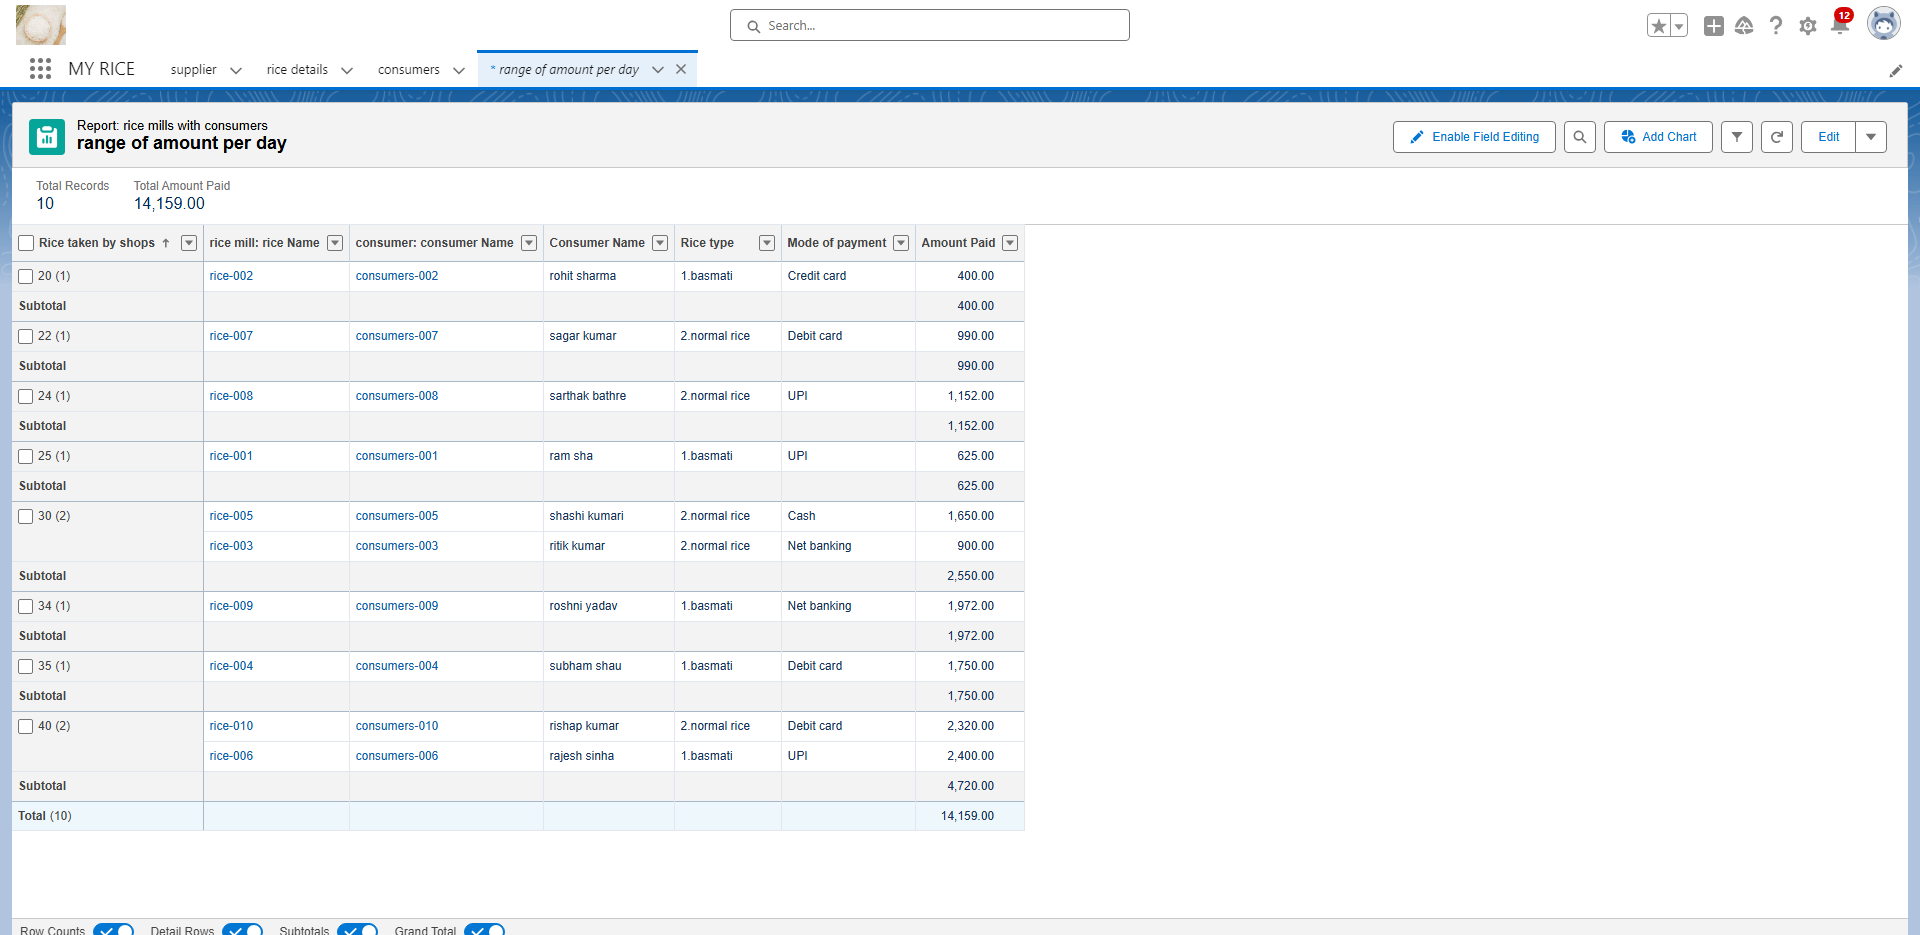 Search...
12
MY RICE supplier rice details consumers * range of amount per day
Report: rice mills with consumers
range of amount per day
Enable Field Editing Add Chart Edit
Total Records Total Amount Paid
10 14,159.00
Rice taken by shops ↑ rice mill: rice Name consumer: consumer Name Consumer Name Rice type Mode of payment Amount Paid
20 (1) rice-002 consumers-002 rohit sharma 1.basmati Credit card 400.00
Subtotal 400.00
22 (1) rice-007 consumers-007 sagar kumar 2.normal rice Debit card 990.00
Subtotal 990.00
24 (1) rice-008 consumers-008 sarthak bathre 2.normal rice UPI 1,152.00
Subtotal 1,152.00
25 (1) rice-001 consumers-001 ram sha 1.basmati UPI 625.00
Subtotal 625.00
30 (2) rice-005 consumers-005 shashi kumari 2.normal rice Cash 1,650.00
rice-003 consumers-003 ritik kumar 2.normal rice Net banking 900.00
Subtotal 2,550.00
34 (1) rice-009 consumers-009 roshni yadav 1.basmati Net banking 1,972.00
Subtotal 1,972.00
35 (1) rice-004 consumers-004 subham shau 1.basmati Debit card 1,750.00
Subtotal 1,750.00
40 (2) rice-010 consumers-010 rishap kumar 2.normal rice Debit card 2,320.00
rice-006 consumers-006 rajesh sinha 1.basmati UPI 2,400.00
Subtotal 4,720.00
Total (10) 14,159.00
Row Counts Detail Rows Subtotals Grand Total